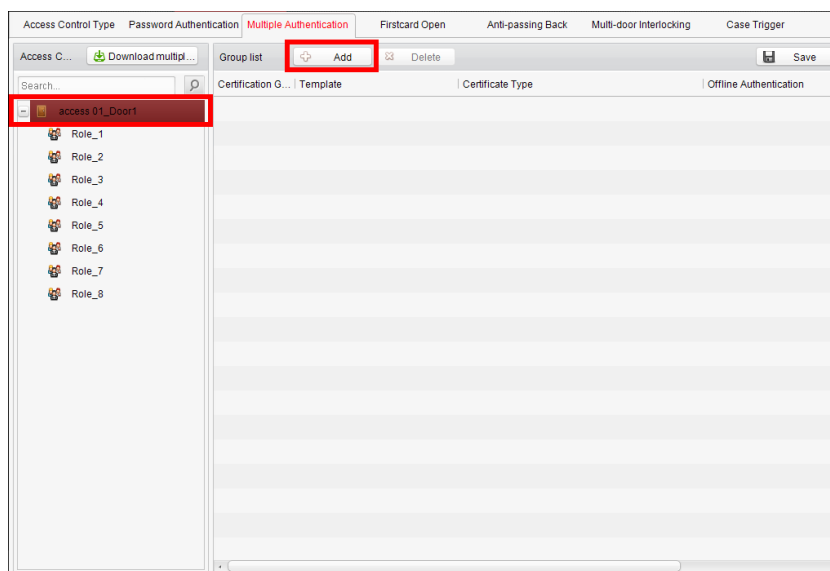 Access Control Type Password Authentication Multiple Authentication Firstcard Open Anti-passing Back Multi-door Interlocking Case Trigger
Access C... Download multipl... Group list Add Delete Save
Search... Certification G... Template Certificate Type Offline Authentication
access 01_Door1
Role_1
Role_2
Role_3
Role_4
Role_5
Role_6
Role_7
Role_8